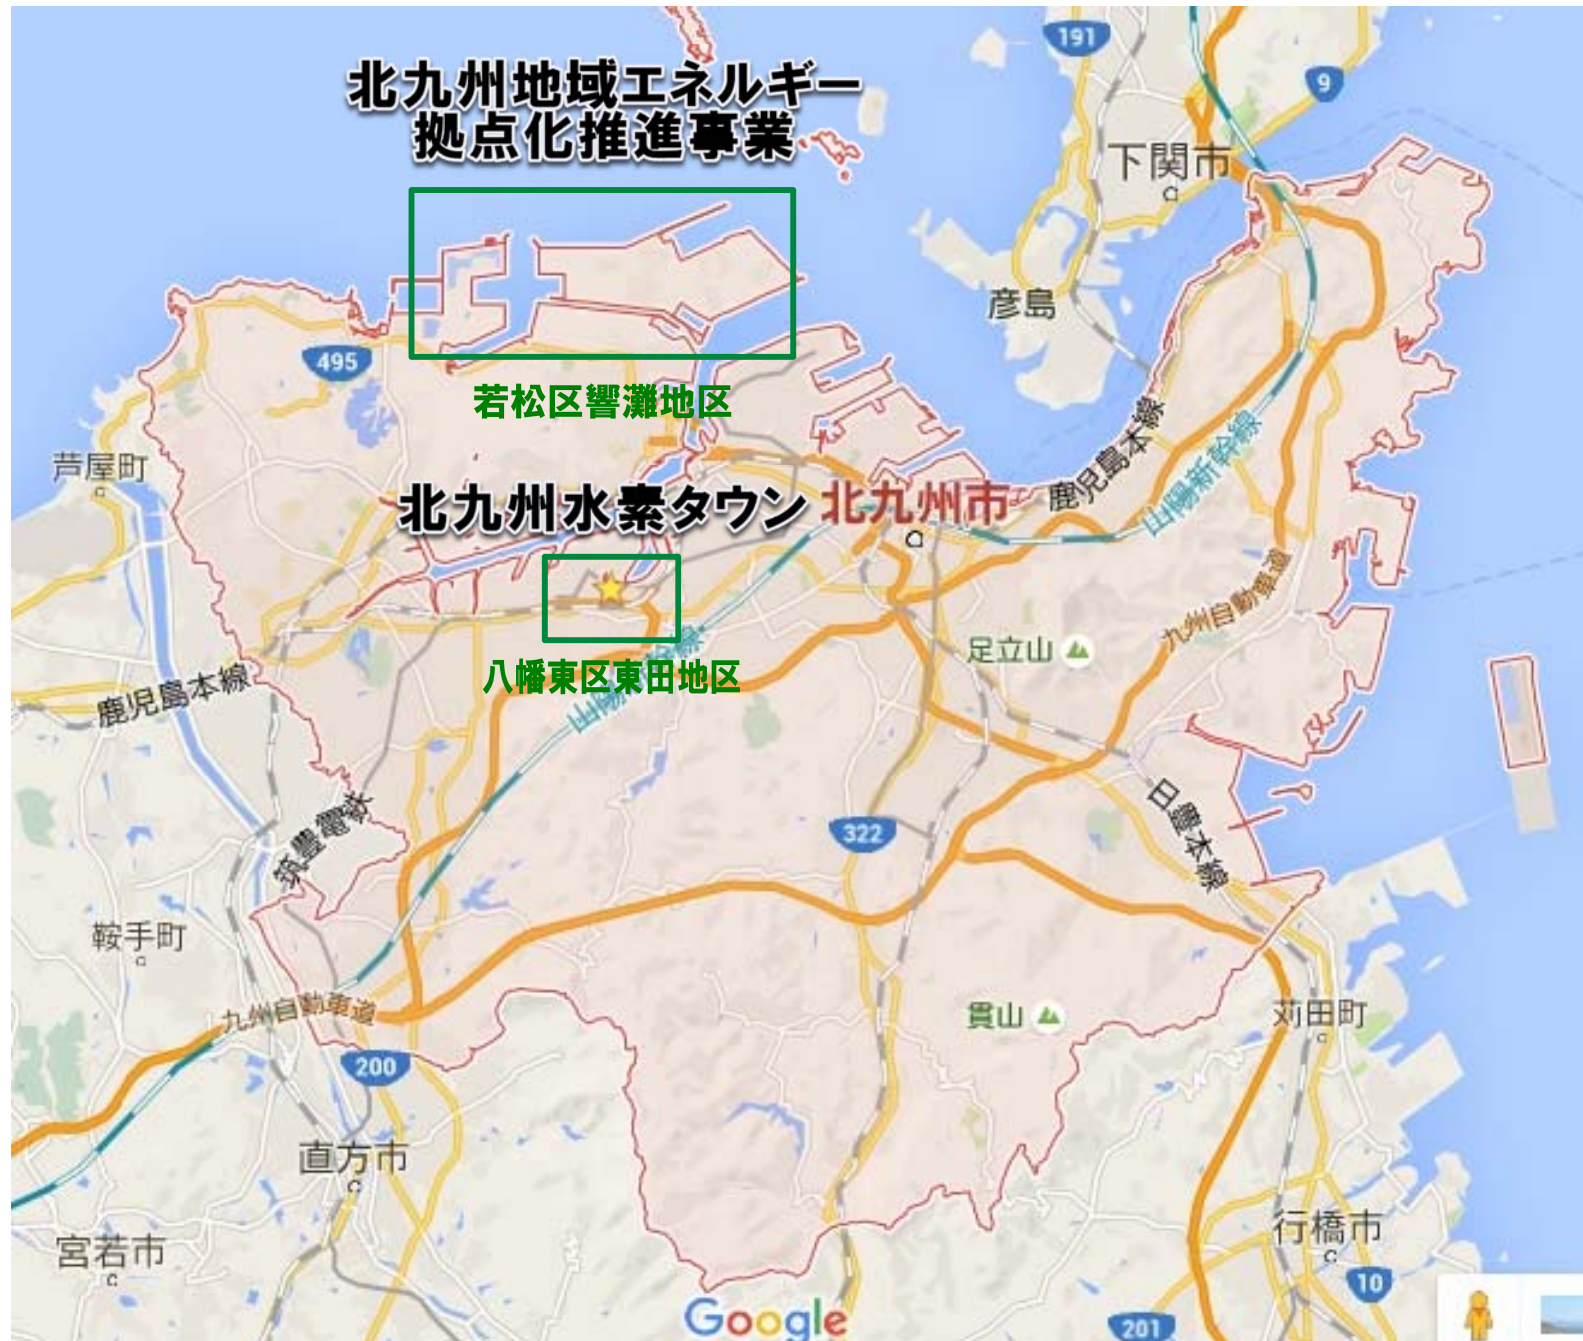 191
北九州地域エネルギー
9
拠点化推進事業
下関市
彦島
495
若松区響灘地区
鹿児島本線
山陽新幹線
芦屋町
北九州水素タウン
北九州市
九州自動車道
足立山
八幡東区東田地区
鹿児島本線
筑豊電鉄
322
日豊本線
鞍手町
九州自動車道
貫山
苅田町
200
直方市
行橋市
宮若市
10
Google
201